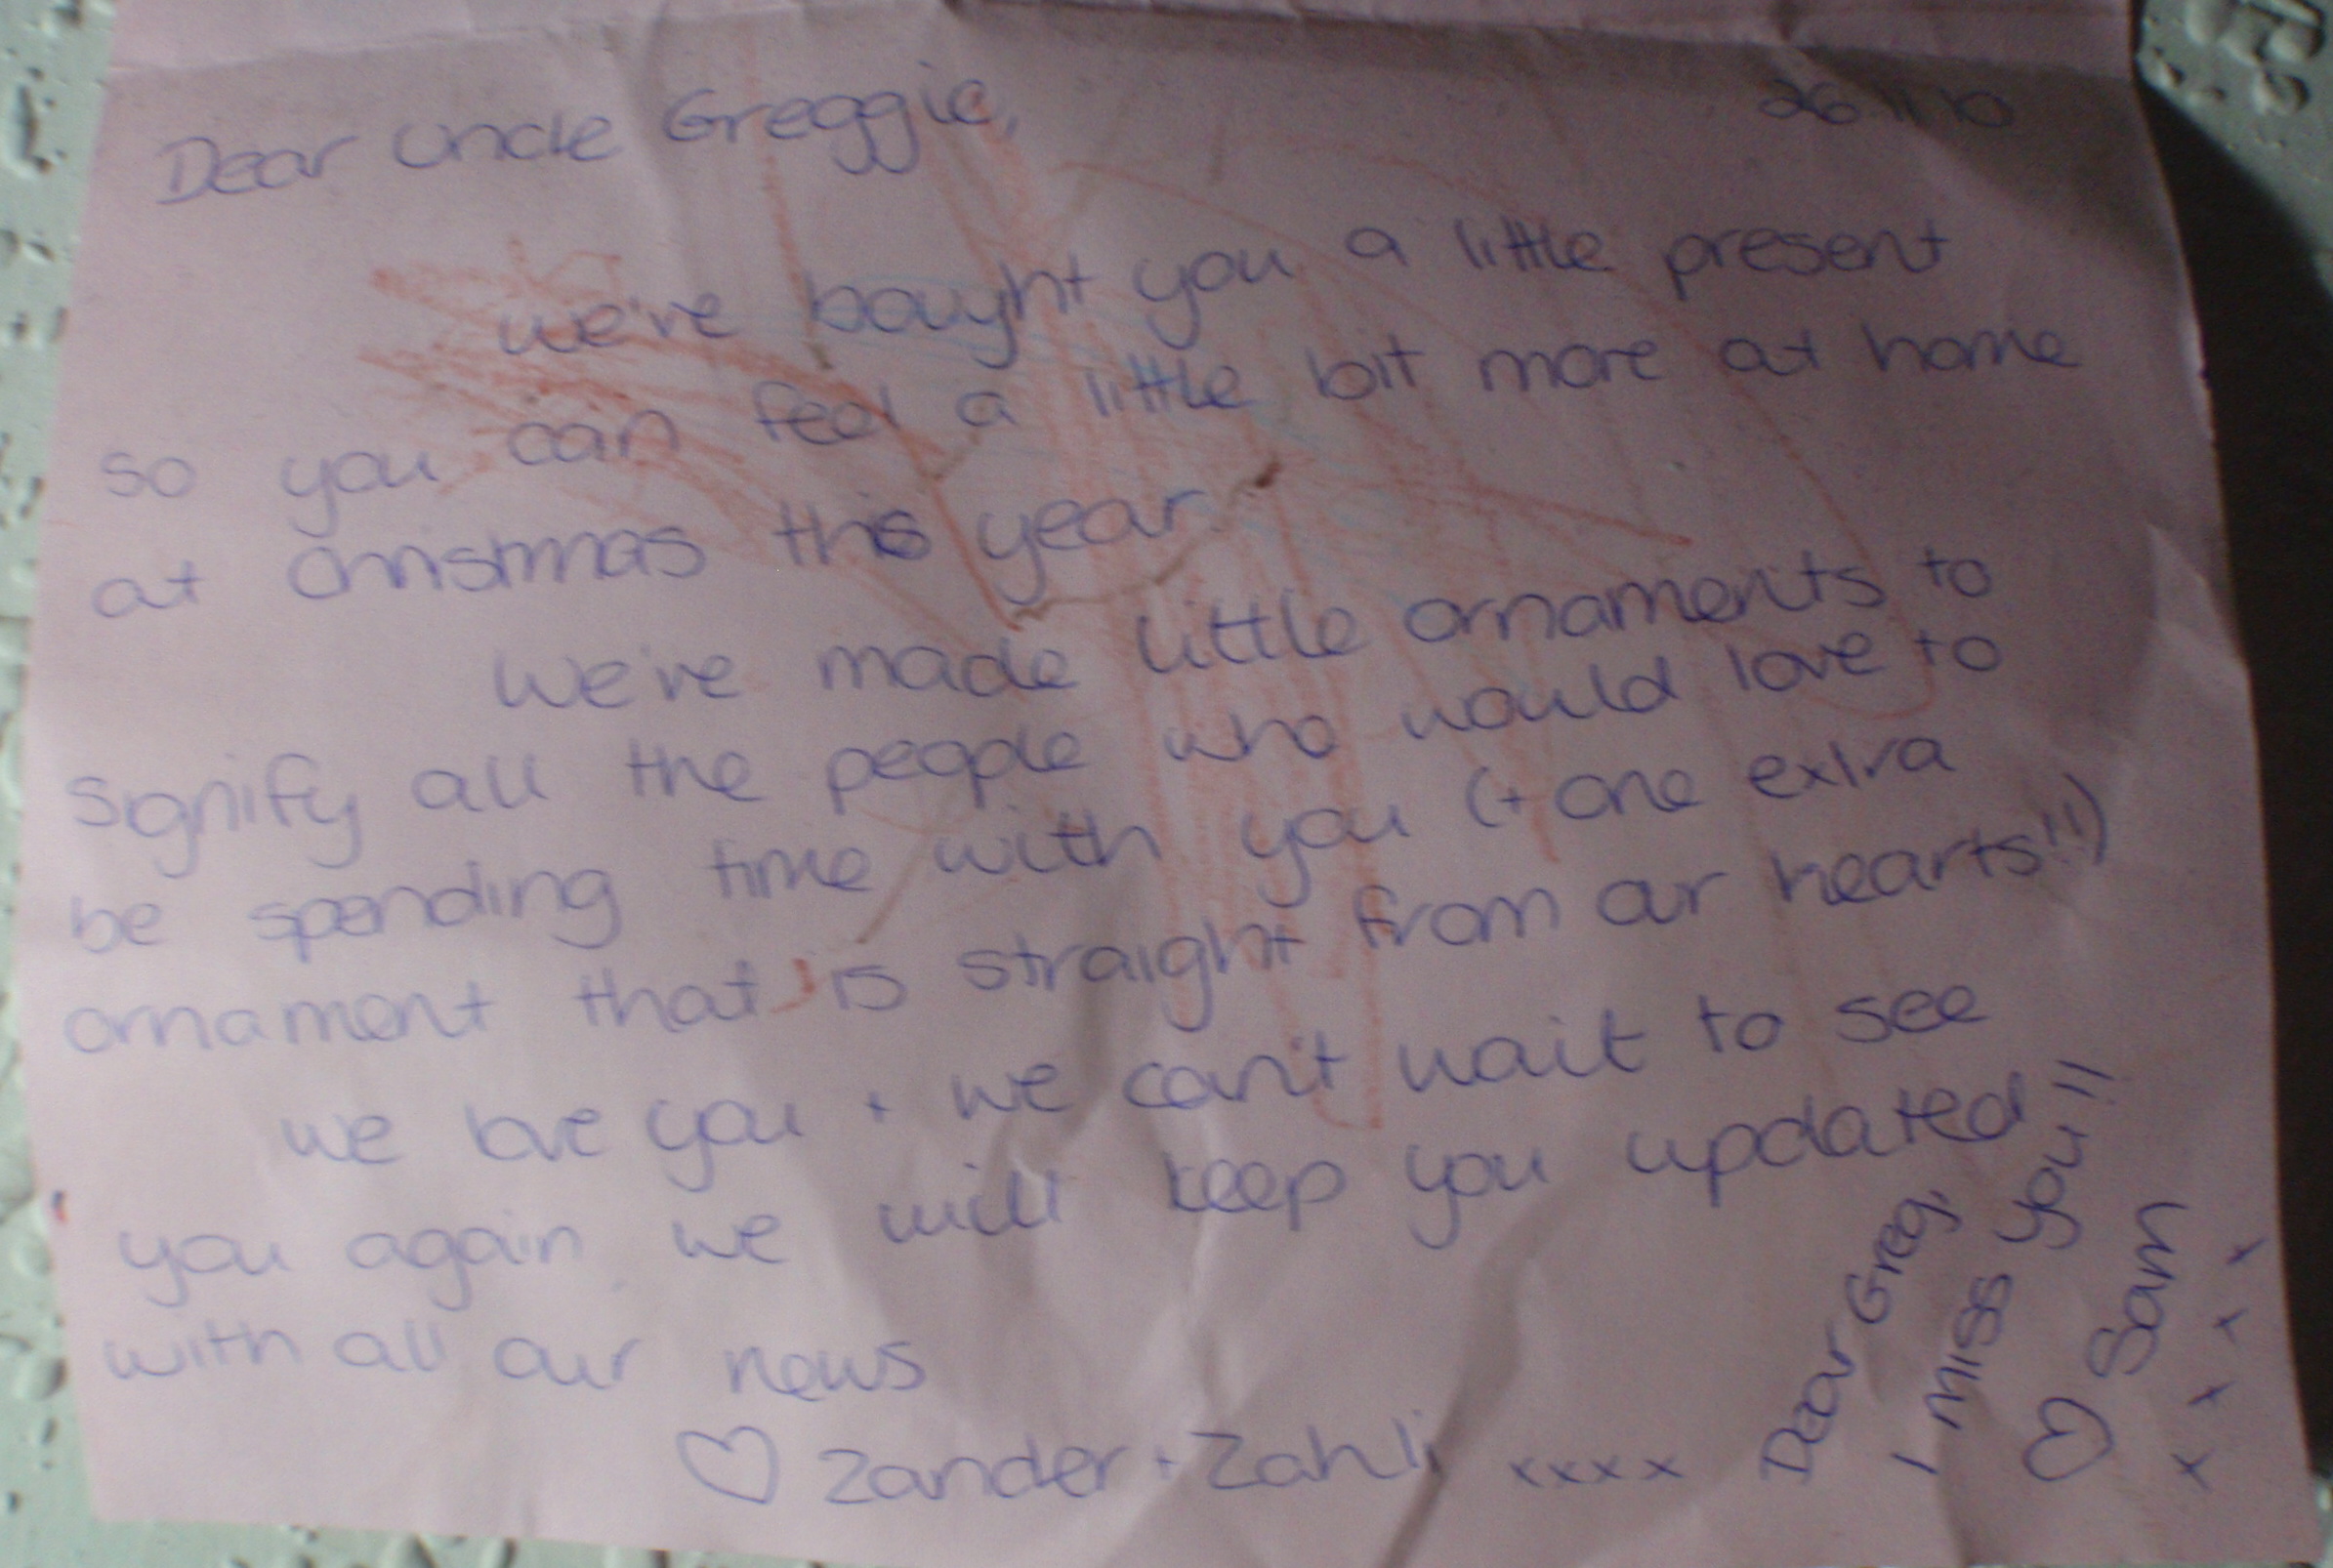 26 11 10
Dear Uncle Greggie,
we've bought you a little present
so you can feel a little bit more at home
at Christmas this year.
We've made little ornaments to
signify all the people who would love to
be spending time with you (+ one extra
ornament that is straight from our hearts!!)
we love you + we can't wait to see
you again. we will keep you updated
with all our news
♡ Zander + Zahli xxxx
Dear Greg,
I miss you!!
♡ Sam
x x x x